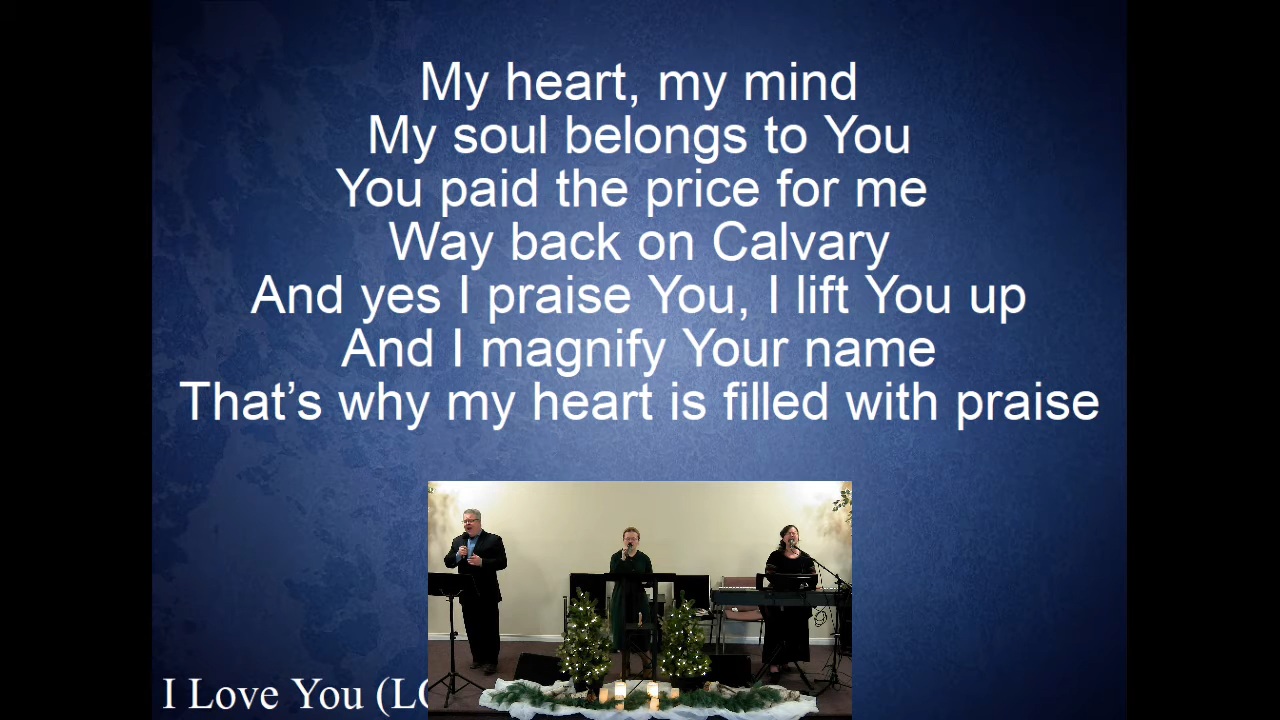 My heart, my mind
My soul belongs to You
You paid the price for me
Way back on Calvary
And yes I praise You, I lift You up
And I magnify Your name
That’s why my heart is filled with praise
I Love You (L